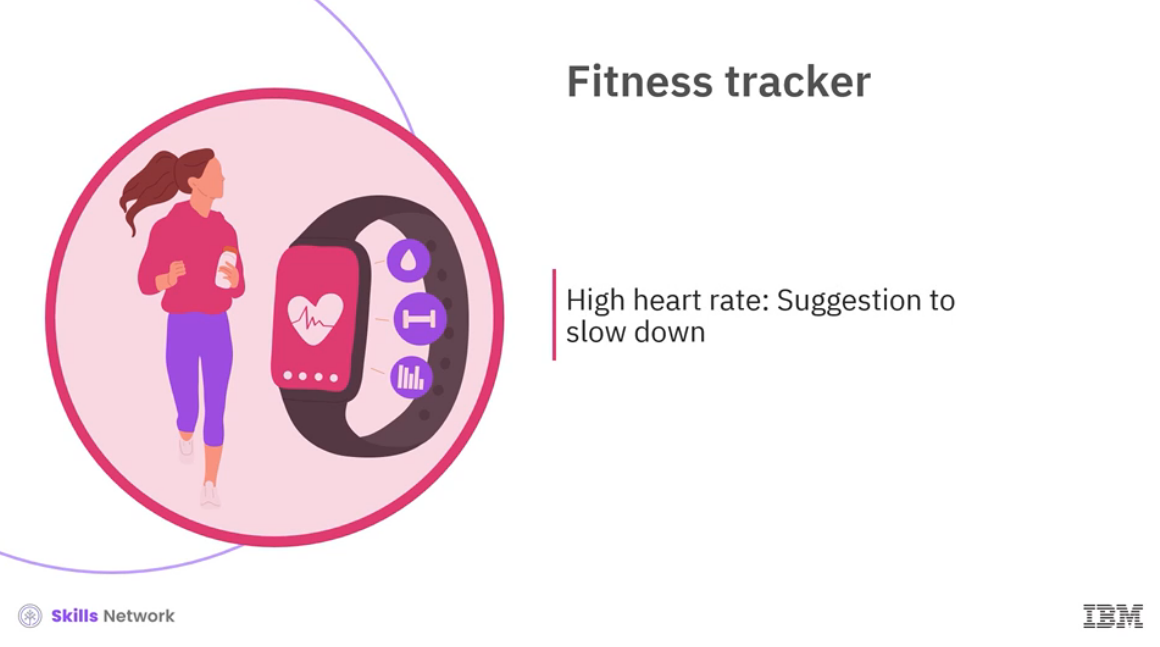 Fitness tracker
High heart rate: Suggestion to
slow down
Skills Network
IBM